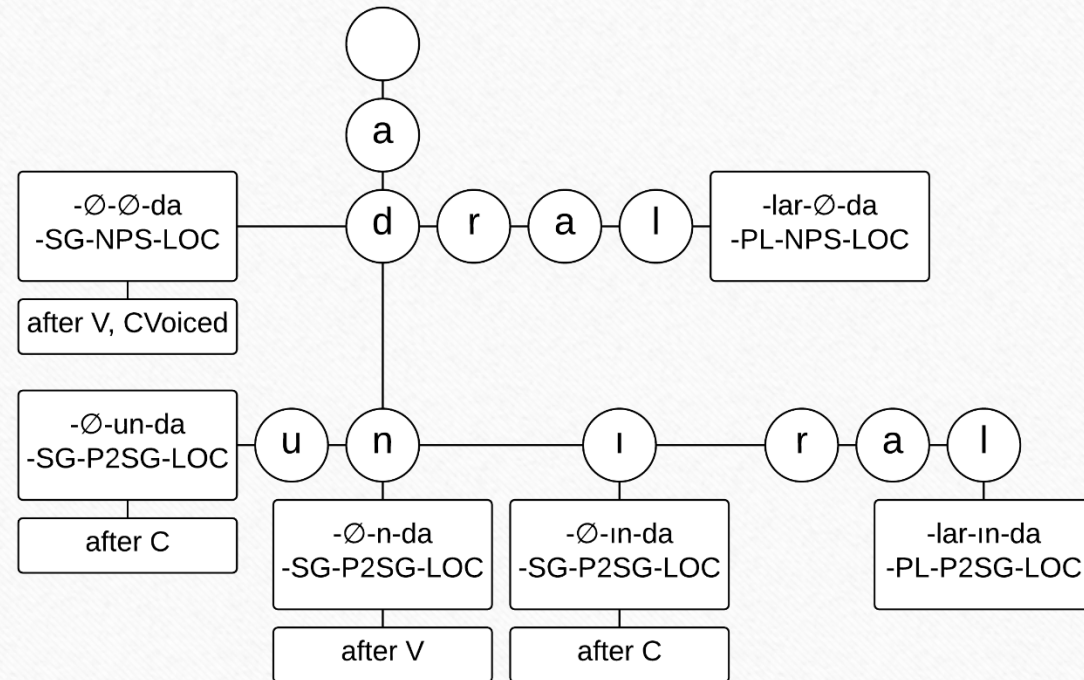 a
-∅-∅-da
-SG-NPS-LOC
d
r
a
l
-lar-∅-da
-PL-NPS-LOC
after V, CVoiced
-∅-un-da
-SG-P2SG-LOC
u
n
ı
r
a
l
after C
-∅-n-da
-SG-P2SG-LOC
-∅-ın-da
-SG-P2SG-LOC
-lar-ın-da
-PL-P2SG-LOC
after V
after C